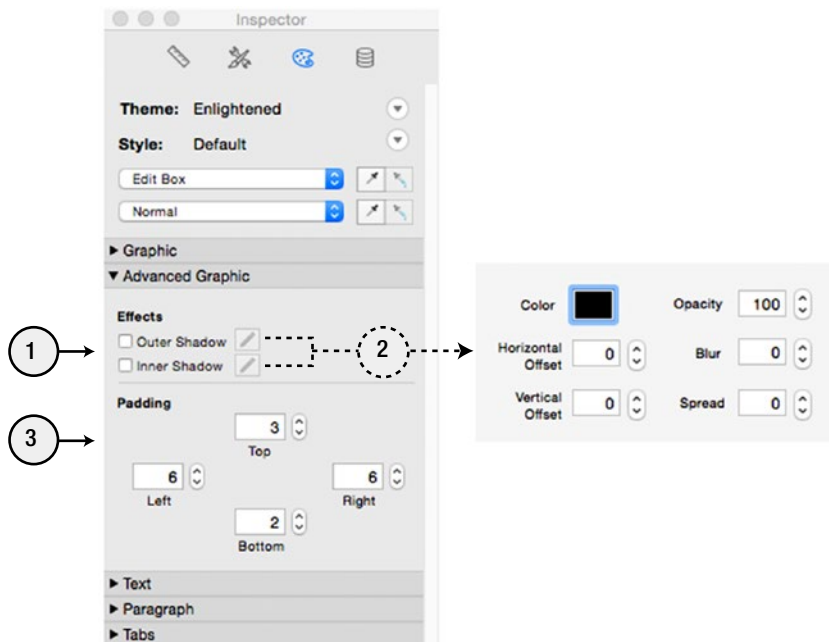 Inspector
Theme: Enlightened
Style: Default
Edit Box
Normal
Graphic
Advanced Graphic
Effects
1
Outer Shadow
2
Inner Shadow
Padding
3
3
Top
6
6
Left
Right
2
Bottom
Text
Paragraph
Tabs
Color
Opacity 100
Horizontal
Offset 0
Blur 0
Vertical
Offset 0
Spread 0